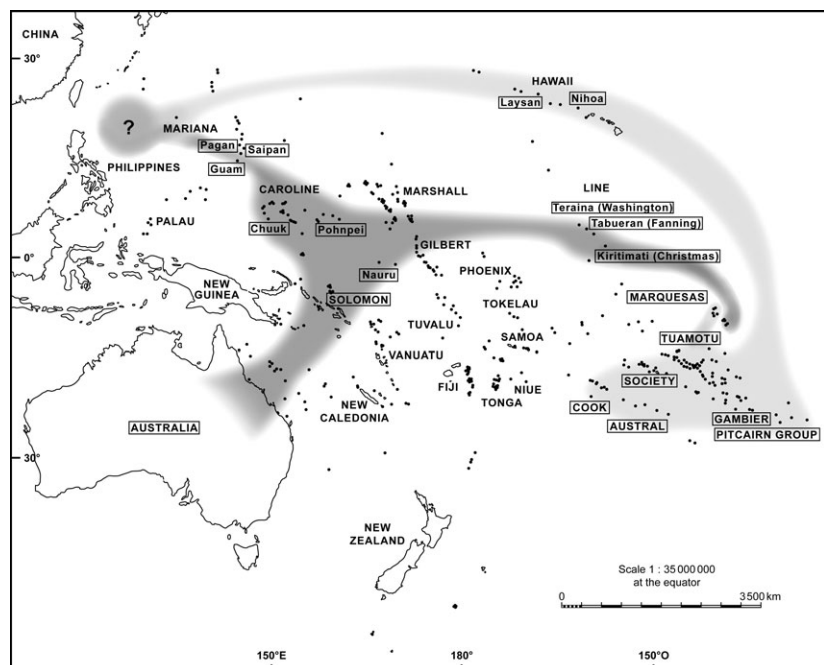 CHINA
30°
HAWAII
Laysan
Nihoa
?
MARIANA
Pagan
Saipan
PHILIPPINES
Guam
CAROLINE
MARSHALL
LINE
Teraina (Washington)
PALAU
Chuuk
Pohnpei
Tabueran (Fanning)
GILBERT
0°
Nauru
PHOENIX
Kiritimati (Christmas)
NEW
GUINEA
SOLOMON
TOKELAU
MARQUESAS
TUVALU
SAMOA
TUAMOTU
VANUATU
SOCIETY
FIJI
NIUE
TONGA
COOK
NEW
CALEDONIA
GAMBIER
AUSTRALIA
AUSTRAL
PITCAIRN GROUP
30°
NEW
ZEALAND
Scale 1 : 35 000 000
at the equator
0
3 500 km
150°E
180°
150°O